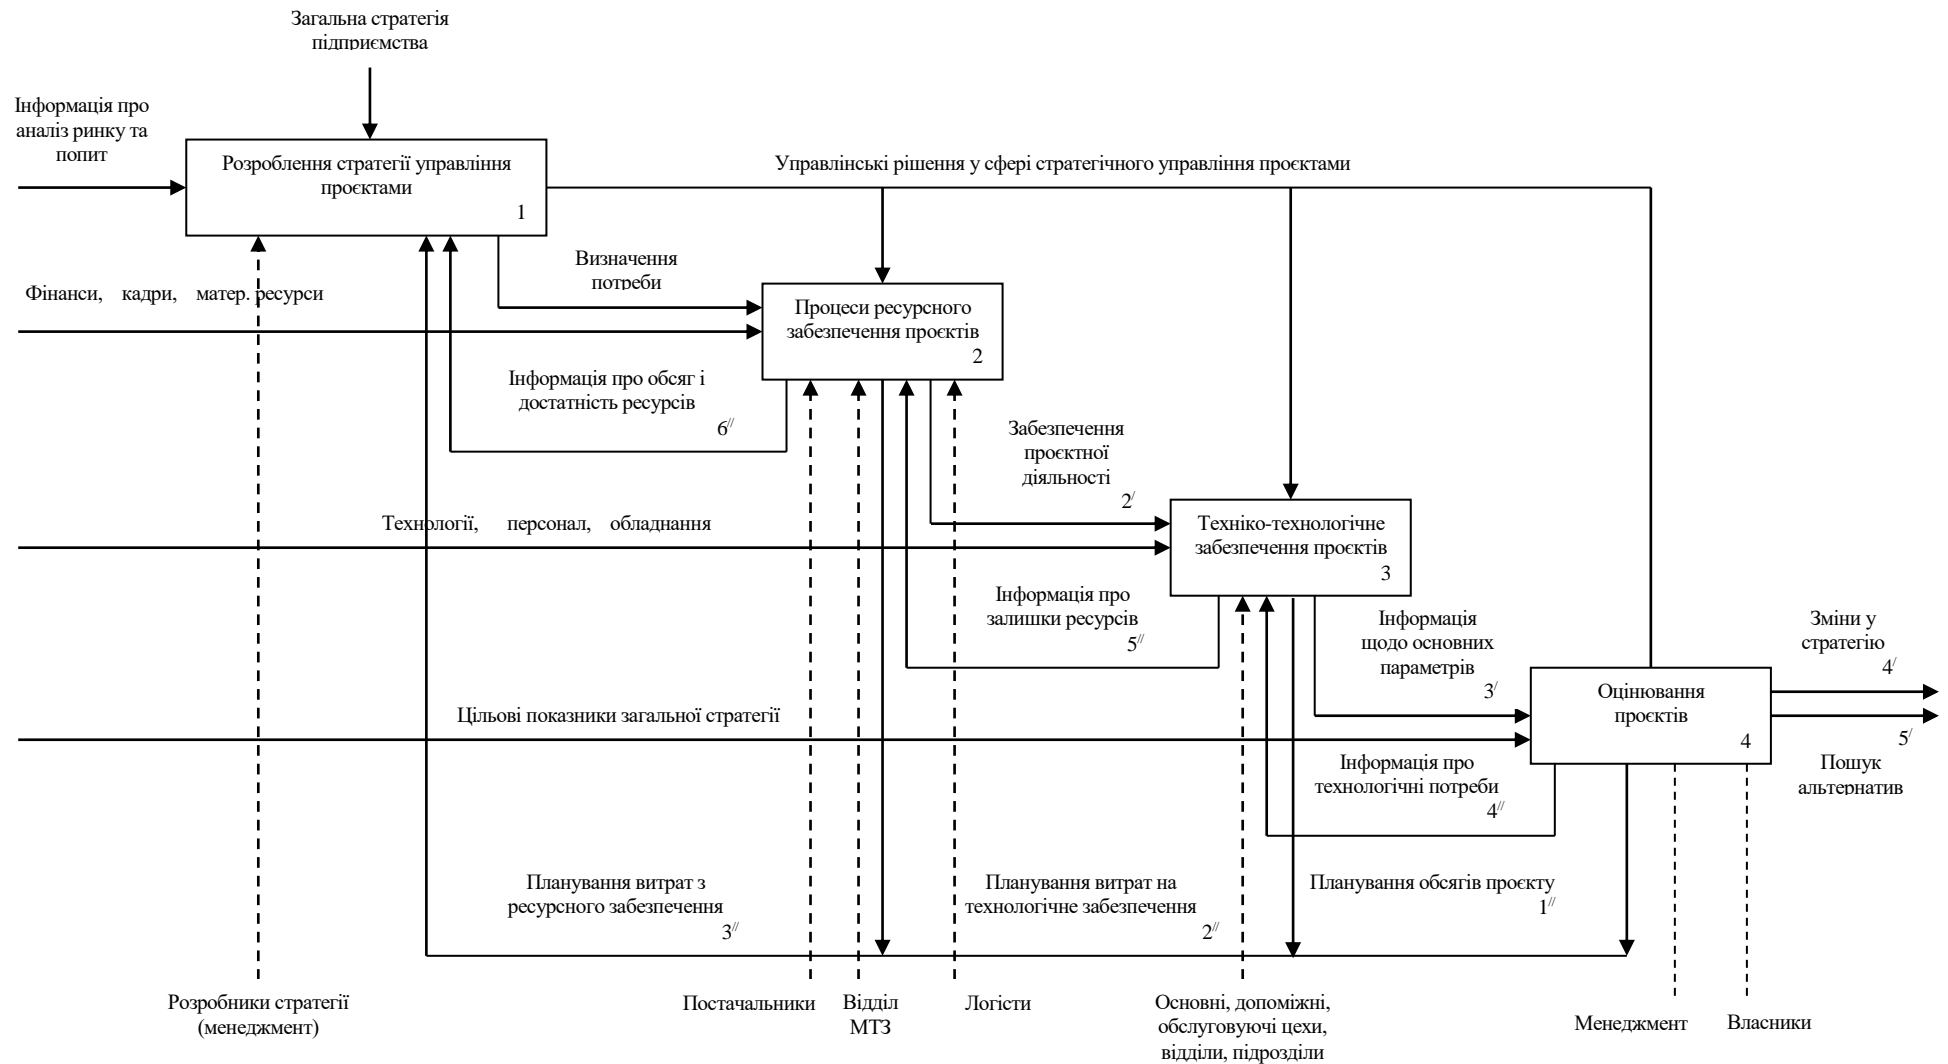 Загальна стратегія
підприємства
Інформація про
аналіз ринку та
попит
Розроблення стратегії управління
проєктами
1
Управлінські рішення у сфері стратегічного управління проєктами
Визначення
потреби
Фінанси, кадри, матер. ресурси
Процеси ресурсного
забезпечення проєктів
2
Інформація про обсяг і
достатність ресурсів
6//
Забезпечення
проєктної
діяльності
2/
Технології, персонал, обладнання
Техніко-технологічне
забезпечення проєктів
3
Інформація про
залишки ресурсів
5//
Інформація
щодо основних
параметрів
3/
Зміни у
стратегію
4/
Оцінювання
проєктів
4
Цільові показники загальної стратегії
5/
Пошук
альтернатив
Інформація про
технологічні потреби
4//
Планування витрат з
ресурсного забезпечення
3//
Планування витрат на
технологічне забезпечення
2//
Планування обсягів проєкту
1//
Розробники стратегії
(менеджмент)
Постачальники
Відділ
МТЗ
Логісти
Основні, допоміжні,
обслуговуючі цехи,
відділи, підрозділи
Менеджмент
Власники